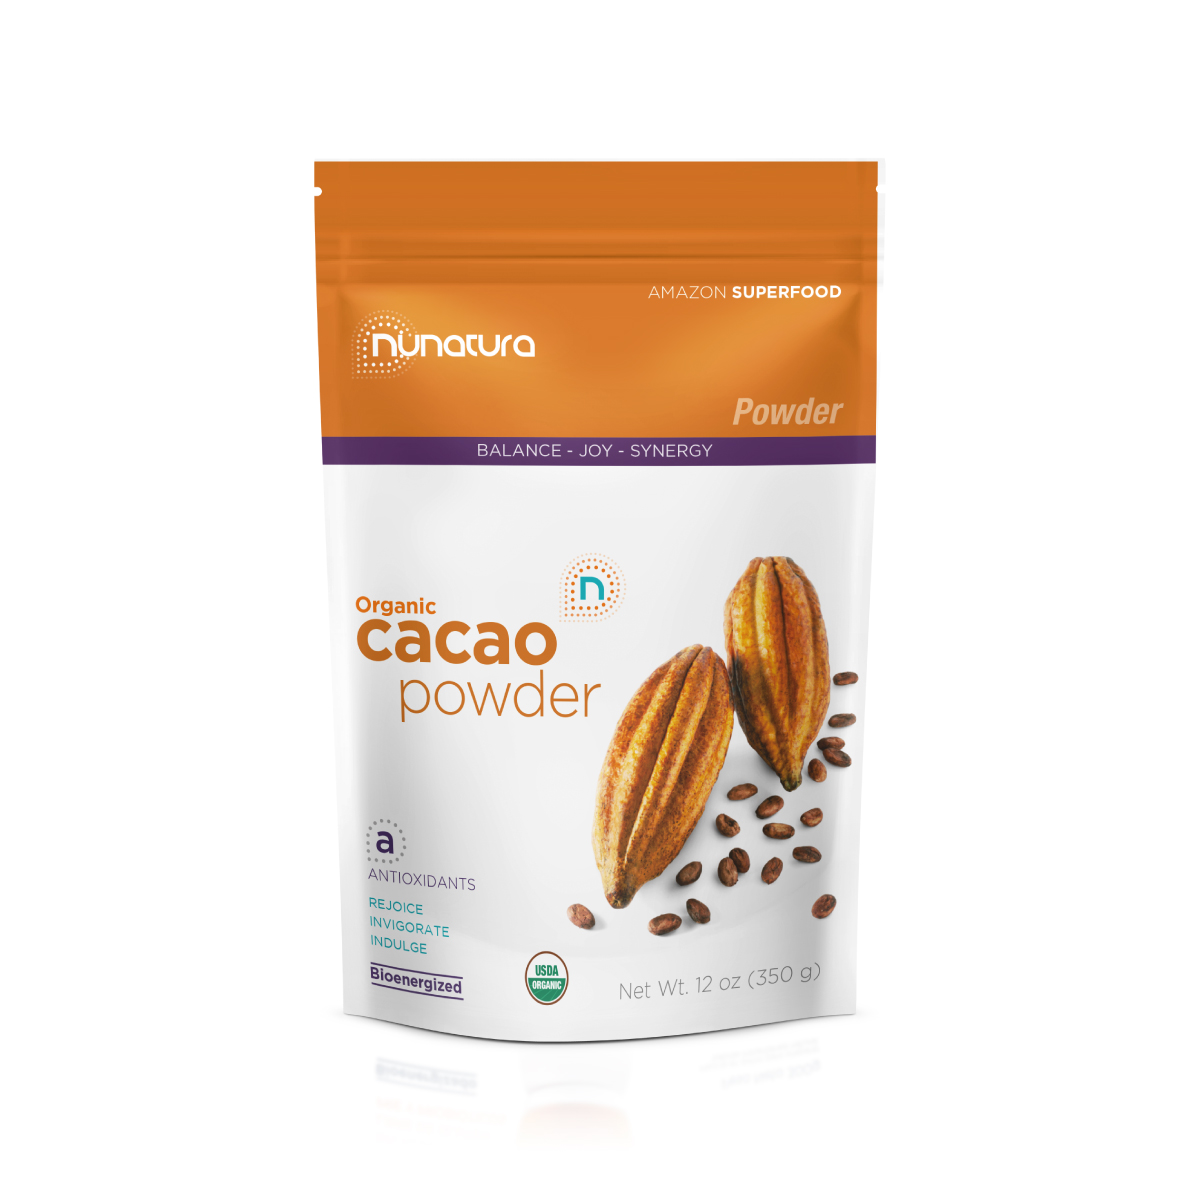 AMAZON SUPERFOOD
nunatura
Powder
BALANCE - JOY - SYNERGY
n
Organic
cacao
powder
a
ANTIOXIDANTS
REJOICE
INVIGORATE
INDULGE
Bioenergized
USDA
ORGANIC
Net Wt. 12 oz (350 g)